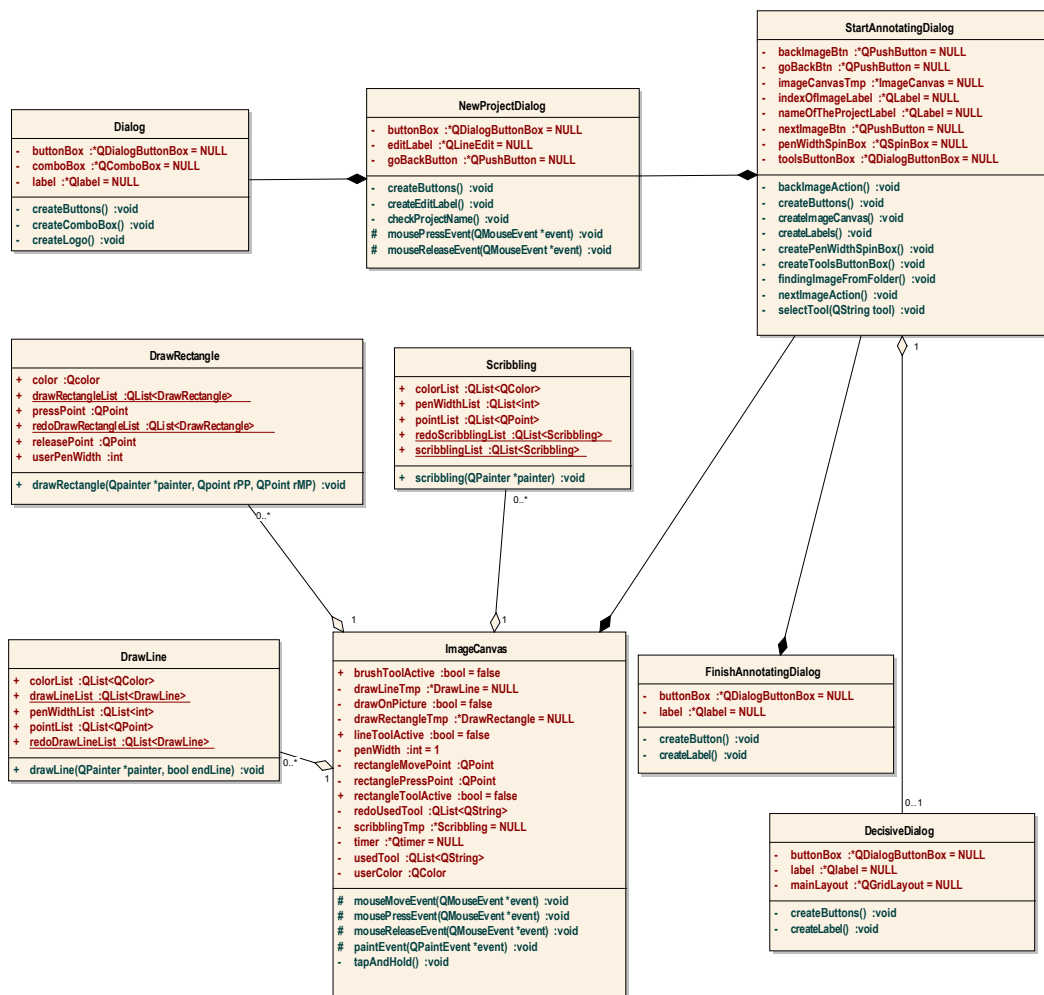 StartAnnotatingDialog
- backImageBtn :*QPushButton = NULL
- goBackBtn :*QPushButton = NULL
- imageCanvasTmp :*ImageCanvas = NULL
- indexOfImageLabel :*QLabel = NULL
- nameOfTheProjectLabel :*QLabel = NULL
- nextImageBtn :*QPushButton = NULL
- penWidthSpinBox :*QSpinBox = NULL
- toolsButtonBox :*QDialogButtonBox = NULL
- backImageAction() :void
- createButtons() :void
- createImageCanvas() :void
- createLabels() :void
- createPenWidthSpinBox() :void
- createToolsButtonBox() :void
- findingImageFromFolder() :void
- nextImageAction() :void
- selectTool(QString tool) :void
NewProjectDialog
- buttonBox :*QDialogButtonBox = NULL
- editLabel :*QLineEdit = NULL
- goBackButton :*QPushButton = NULL
- createButtons() :void
- createEditLabel() :void
- checkProjectName() :void
# mousePressEvent(QMouseEvent *event) :void
# mouseReleaseEvent(QMouseEvent *event) :void
Dialog
- buttonBox :*QDialogButtonBox = NULL
- comboBox :*QComboBox = NULL
- label :*Qlabel = NULL
- createButtons() :void
- createComboBox() :void
- createLogo() :void
DrawRectangle
+ color :Qcolor
+ drawRectangleList :QList<DrawRectangle>
+ pressPoint :QPoint
+ redoDrawRectangleList :QList<DrawRectangle>
+ releasePoint :QPoint
+ userPenWidth :int
+ drawRectangle(Qpainter *painter, Qpoint rPP, QPoint rMP) :void
0..*
1
Scribbling
+ colorList :QList<QColor>
+ penWidthList :QList<int>
+ pointList :QList<QPoint>
+ redoScribblingList :QList<Scribbling>
+ scribblingList :QList<Scribbling>
+ scribbling(QPainter *painter) :void
0..*
1
1
DrawLine
+ colorList :QList<QColor>
+ drawLineList :QList<DrawLine>
+ penWidthList :QList<int>
+ pointList :QList<QPoint>
+ redoDrawLineList :QList<DrawLine>
+ drawLine(QPainter *painter, bool endLine) :void
0..*
1
ImageCanvas
+ brushToolActive :bool = false
- drawLineTmp :*DrawLine = NULL
- drawOnPicture :bool = false
- drawRectangleTmp :*DrawRectangle = NULL
+ lineToolActive :bool = false
- penWidth :int = 1
- rectangleMovePoint :QPoint
- rectanglePressPoint :QPoint
+ rectangleToolActive :bool = false
- redoUsedTool :QList<QString>
- scribblingTmp :*Scribbling = NULL
- timer :*Qtimer = NULL
- usedTool :QList<QString>
- userColor :QColor
# mouseMoveEvent(QMouseEvent *event) :void
# mousePressEvent(QMouseEvent *event) :void
# mouseReleaseEvent(QMouseEvent *event) :void
# paintEvent(QPaintEvent *event) :void
- tapAndHold() :void
FinishAnnotatingDialog
- buttonBox :*QDialogButtonBox = NULL
- label :*Qlabel = NULL
- createButton() :void
- createLabel() :void
0..1
DecisiveDialog
- buttonBox :*QDialogButtonBox = NULL
- label :*Qlabel = NULL
- mainLayout :*QGridLayout = NULL
- createButtons() :void
- createLabel() :void